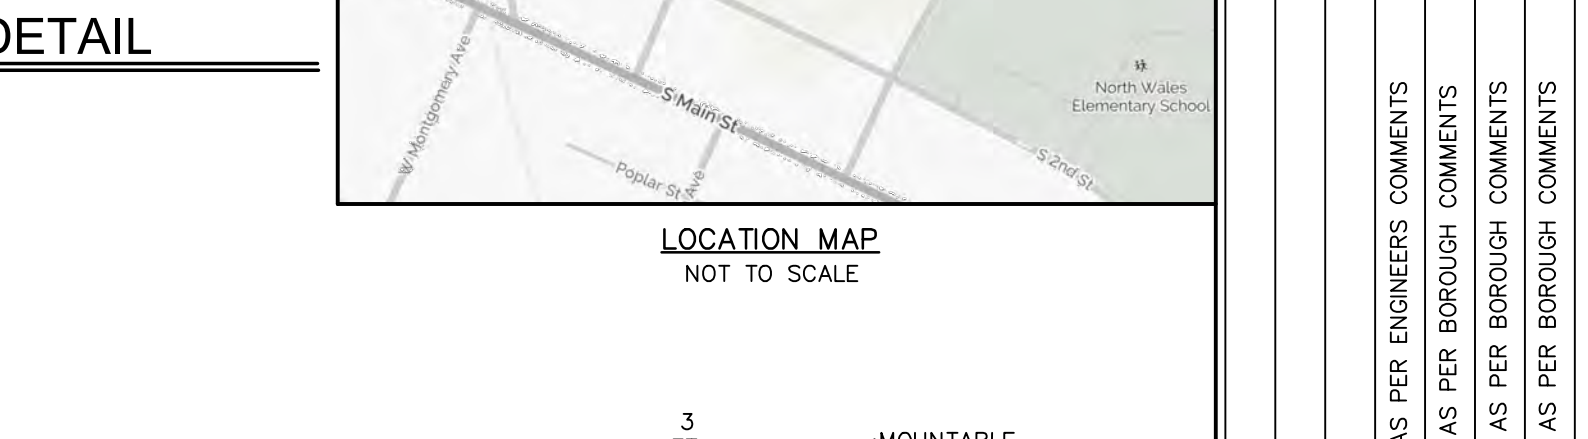 DETAIL
W Montgomery Ave
S Main St
Poplar St
Ave
S 2nd St
North Wales
Elementary School
LOCATION MAP
NOT TO SCALE
3
MOUNTABLE
AS PER ENGINEERS COMMENTS
AS PER BOROUGH COMMENTS
AS PER BOROUGH COMMENTS
AS PER BOROUGH COMMENTS